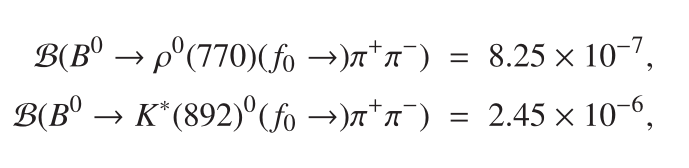 ℬ(B⁰ → ρ⁰(770)(f₀ →)π⁺π⁻) = 8.25 × 10⁻⁷,
ℬ(B⁰ → K*(892)⁰(f₀ →)π⁺π⁻) = 2.45 × 10⁻⁶,